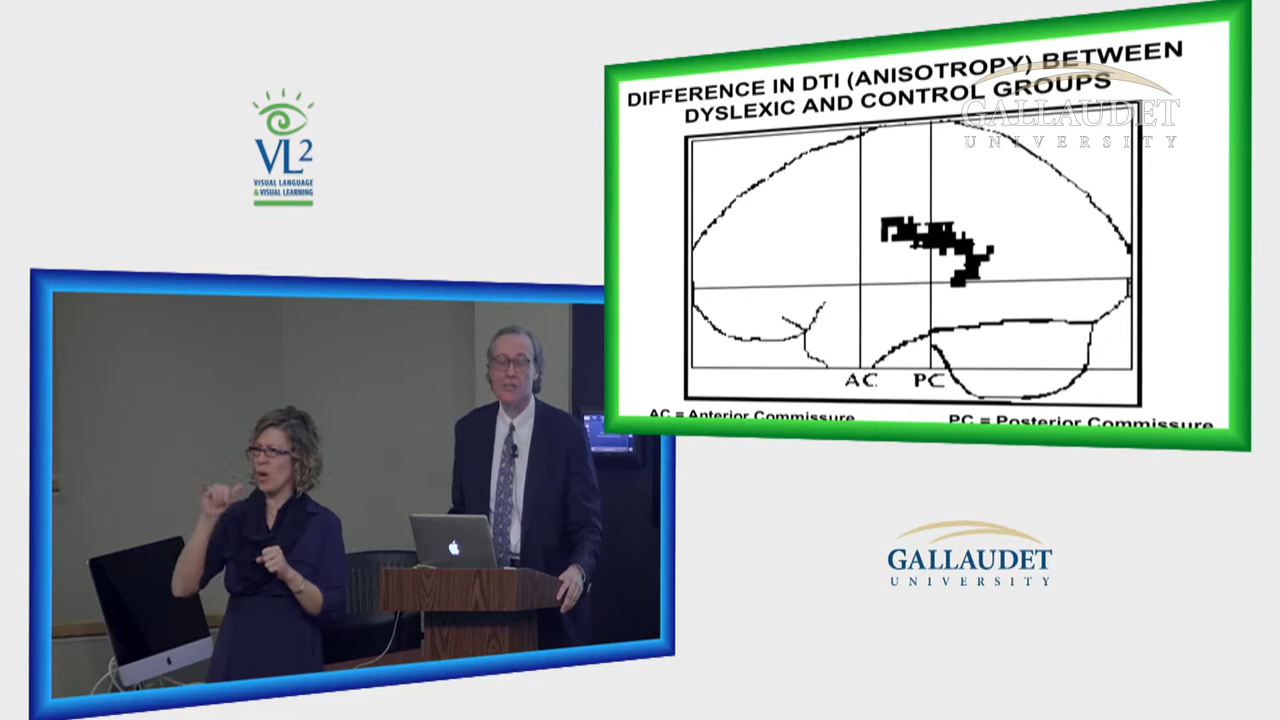 VL2
VISUAL LANGUAGE
& VISUAL LEARNING
DIFFERENCE IN DTI (ANISOTROPY) BETWEEN
DYSLEXIC AND CONTROL GROUPS
GALLAUDET
UNIVERSITY
AC PC
AC = Anterior Commissure PC = Posterior Commissure
GALLAUDET
UNIVERSITY